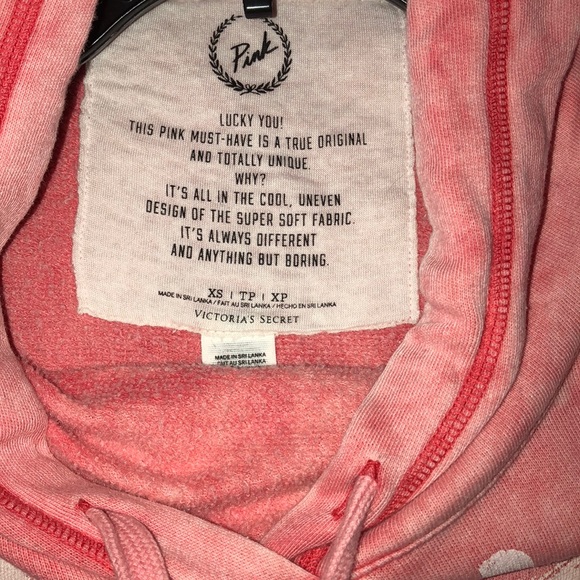 Pink
LUCKY YOU!
THIS PINK MUST-HAVE IS A TRUE ORIGINAL
AND TOTALLY UNIQUE.
WHY?
IT'S ALL IN THE COOL, UNEVEN
DESIGN OF THE SUPER SOFT FABRIC.
IT'S ALWAYS DIFFERENT
AND ANYTHING BUT BORING.
XS | TP | XP
MADE IN SRI LANKA / FAIT AU SRI LANKA / HECHO EN SRI LANKA
VICTORIA'S SECRET
MADE IN SRI LANKA
FAIT AU SRI LANKA